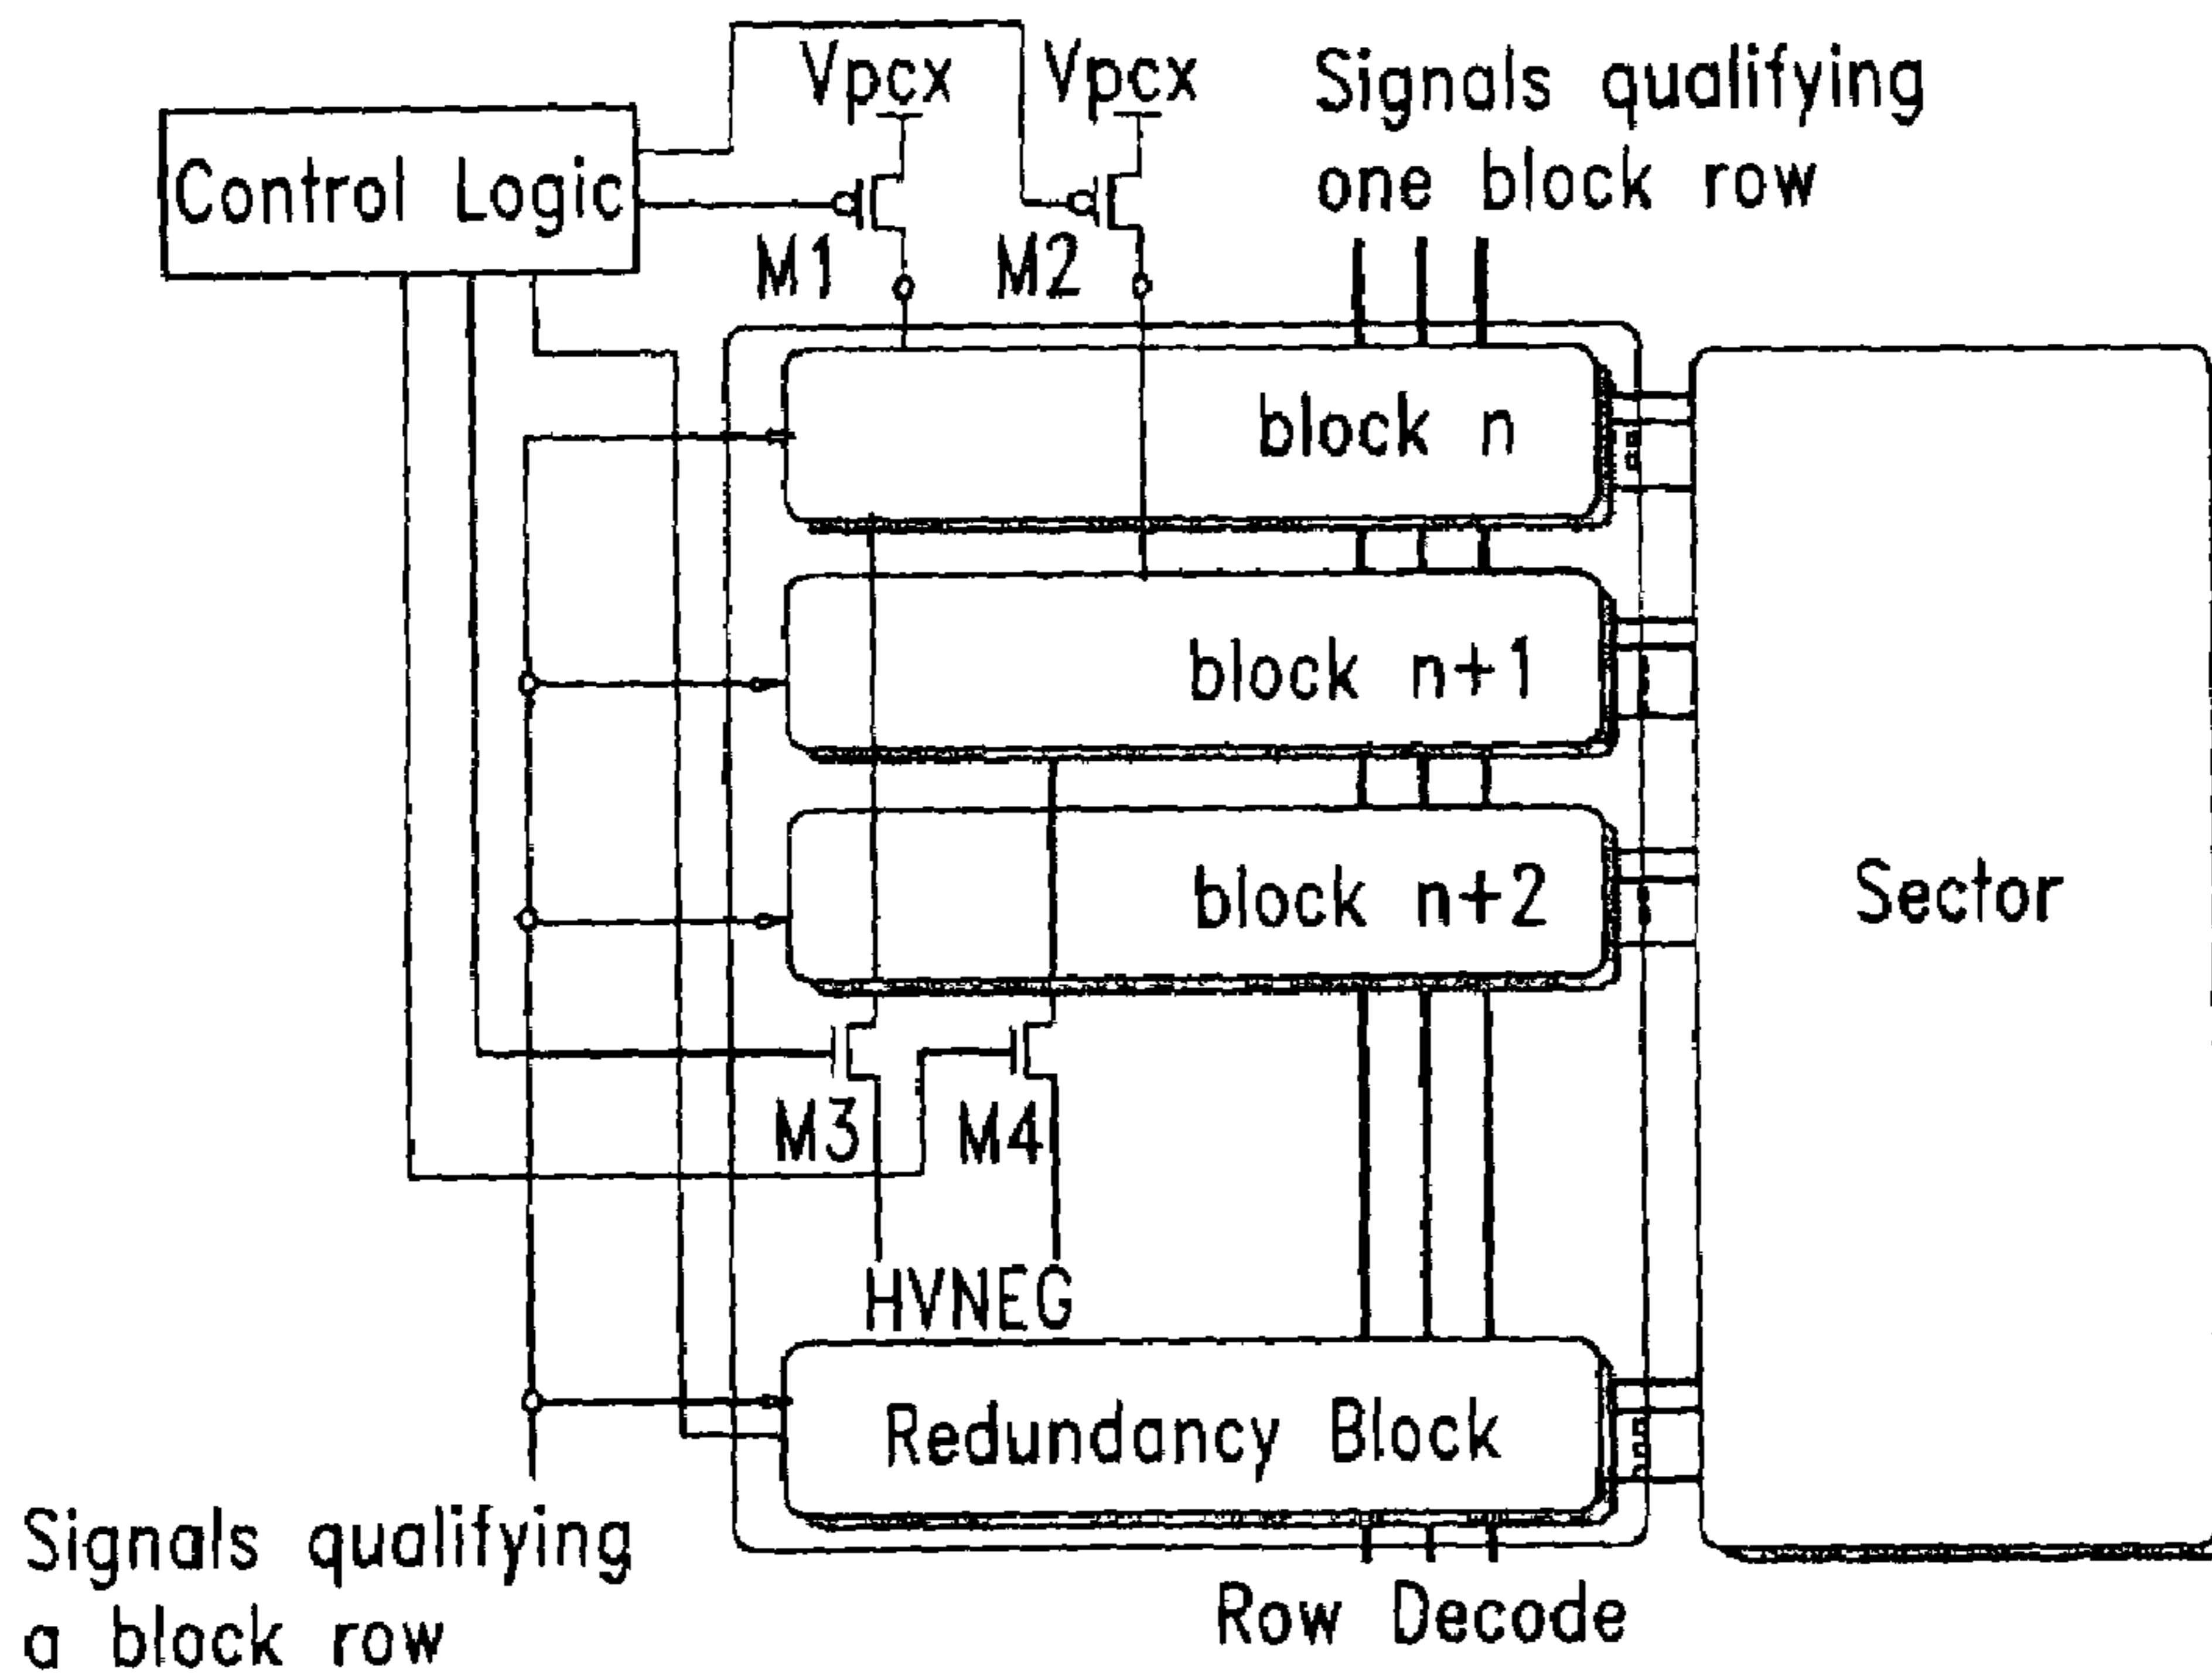 Vpcx
Vpcx
Signals qualifying
one block row
Control Logic
M1
M2
block n
block n+1
block n+2
Sector
M3
M4
HVNEG
Redundancy Block
Signals qualifying
a block row
Row Decode